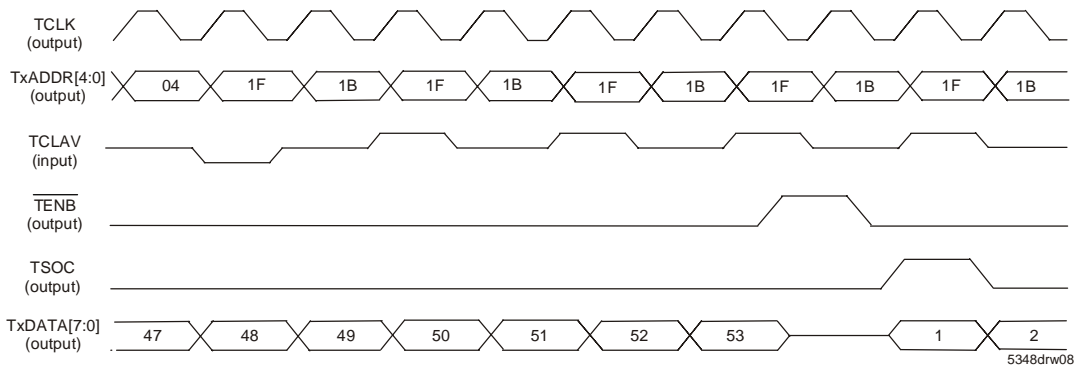 TCLK
(output)
TxADDR[4:0]
(output)
04 1F 1B 1F 1B 1F 1B 1F 1B 1F 1B
TCLAV
(input)
TENB
(output)
TSOC
(output)
TxDATA[7:0]
(output)
47 48 49 50 51 52 53 1 2
5348drw08